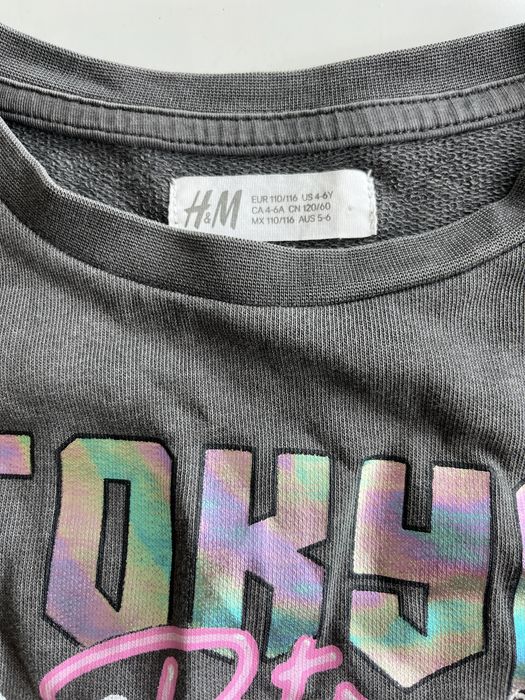 H&M
EUR 110/116 US 4-6Y
CA 4-6A CN 120/60
MX 110/116 AUS 5-6
TOKYO